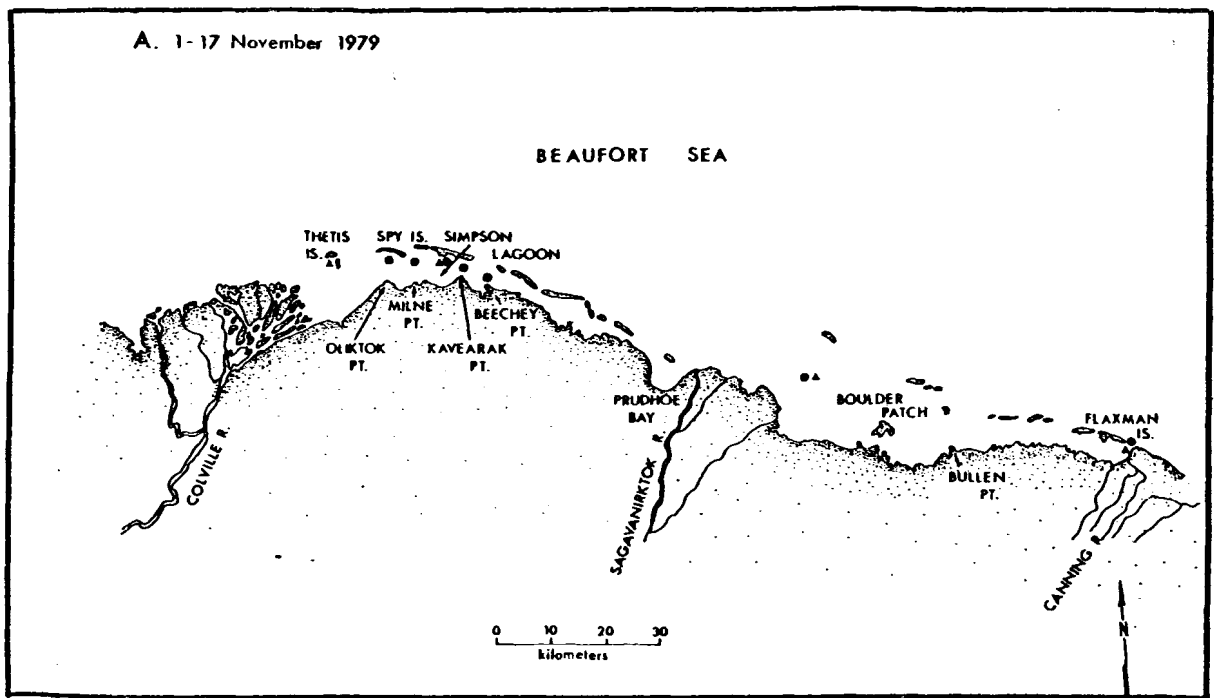 A. 1-17 November 1979
BEAUFORT SEA
THETIS
IS.
SPY IS.
SIMPSON
LAGOON
MILNE
PT.
BEECHEY
PT.
OLIKTOK
PT.
KAVEARAK
PT.
PRUDHOE
BAY
BOULDER
PATCH
FLAXMAN
IS.
BULLEN
PT.
COLVILLE R.
SAGAVANIRKTOK R.
CANNING R.
0 10 20 30
kilometers
N